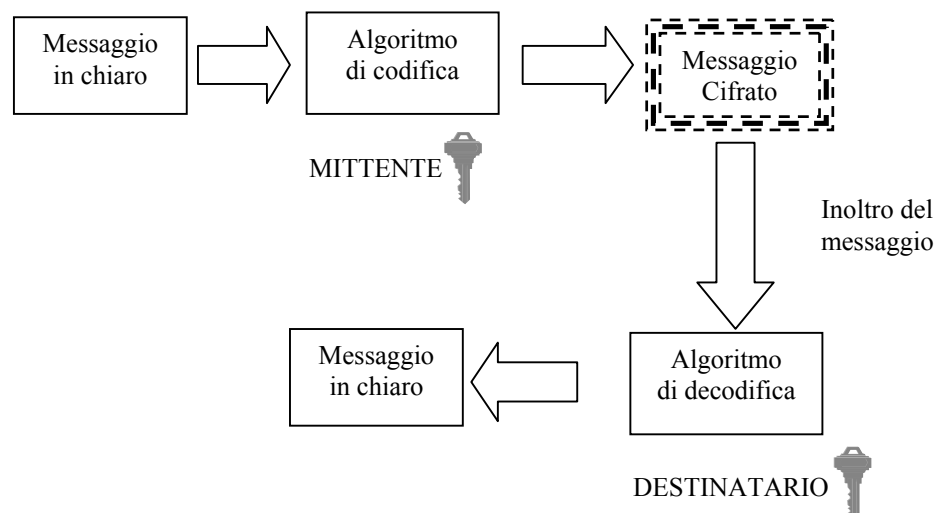 Messaggio
in chiaro
Algoritmo
di codifica
Messaggio
Cifrato
MITTENTE
Inoltro del
messaggio
Messaggio
in chiaro
Algoritmo
di decodifica
DESTINATARIO